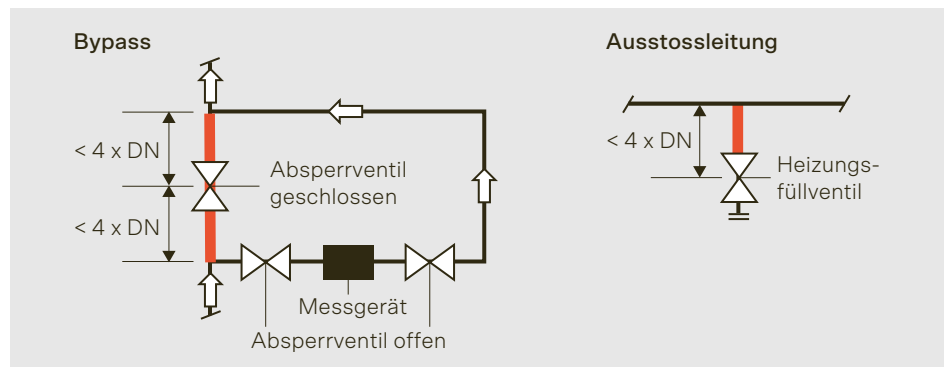 Bypass
< 4 x DN
Absperrventil
geschlossen
< 4 x DN
Messgerät
Absperrventil offen
Ausstossleitung
< 4 x DN
Heizungs-
füllventil